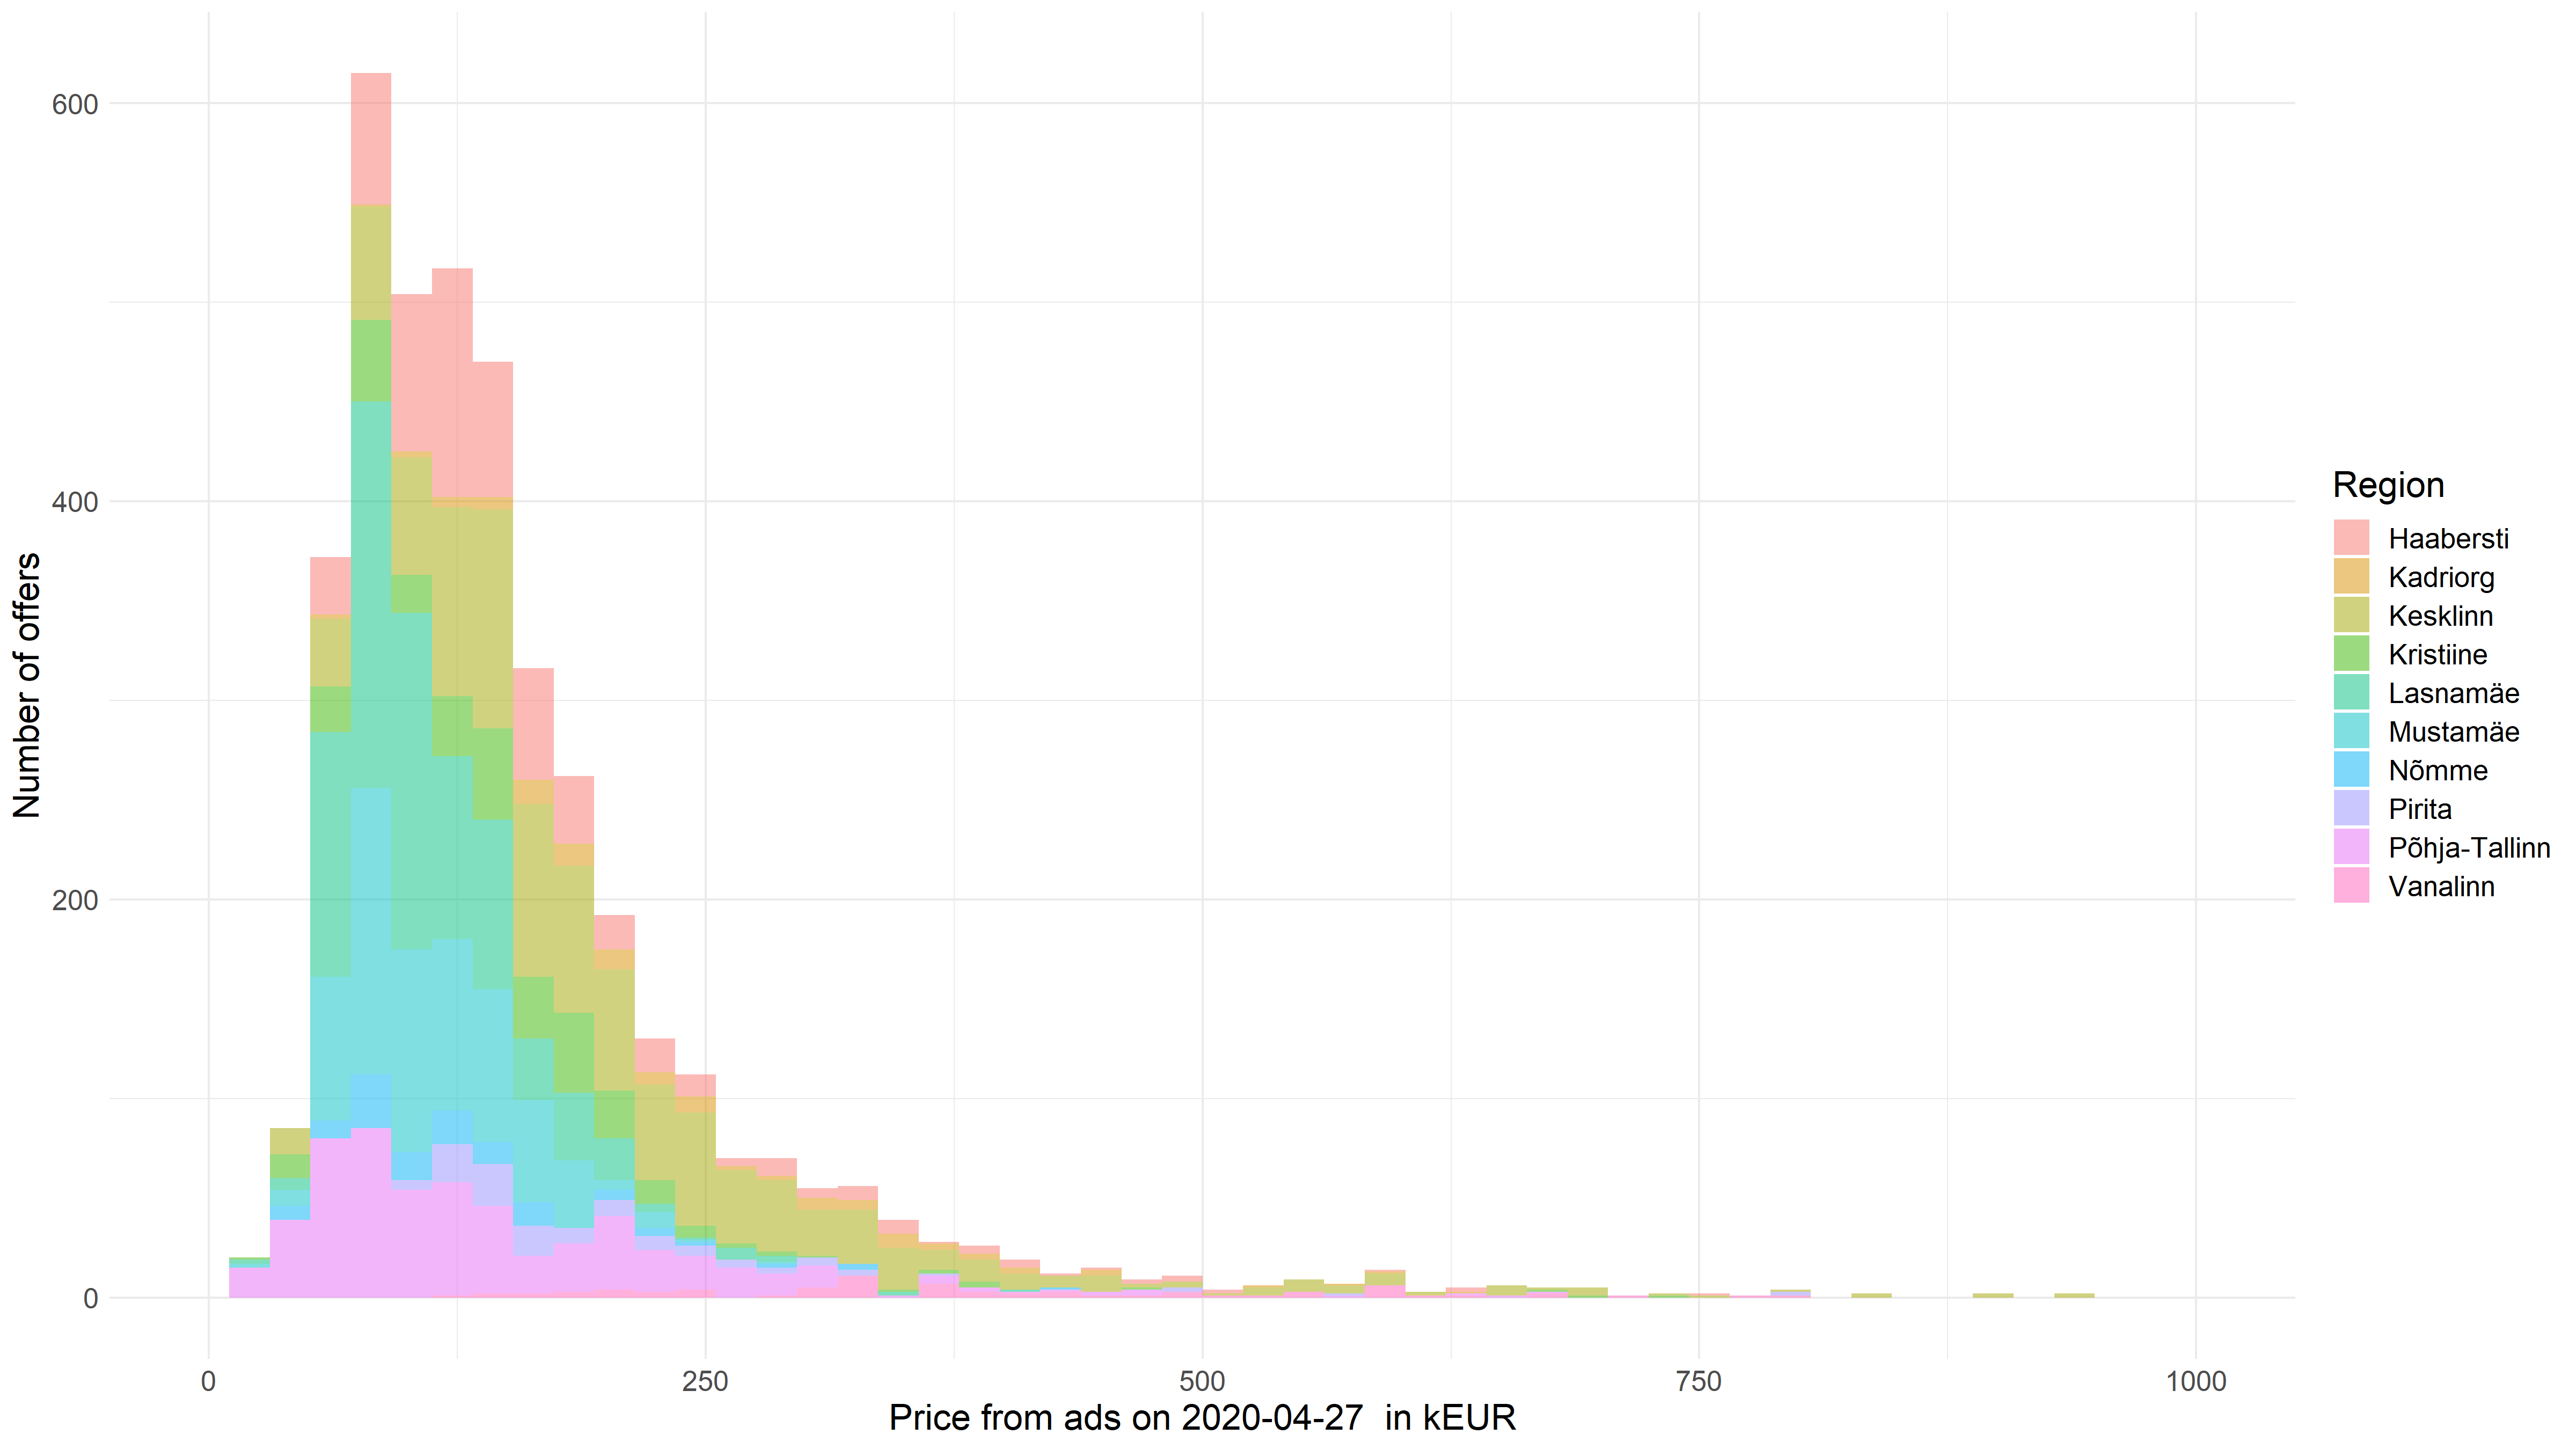 600
400
200
0
Number of offers
0 250 500 750 1000
Price from ads on 2020-04-27  in kEUR
Region
Haabersti
Kadriorg
Kesklinn
Kristiine
Lasnamäe
Mustamäe
Nõmme
Pirita
Põhja-Tallinn
Vanalinn